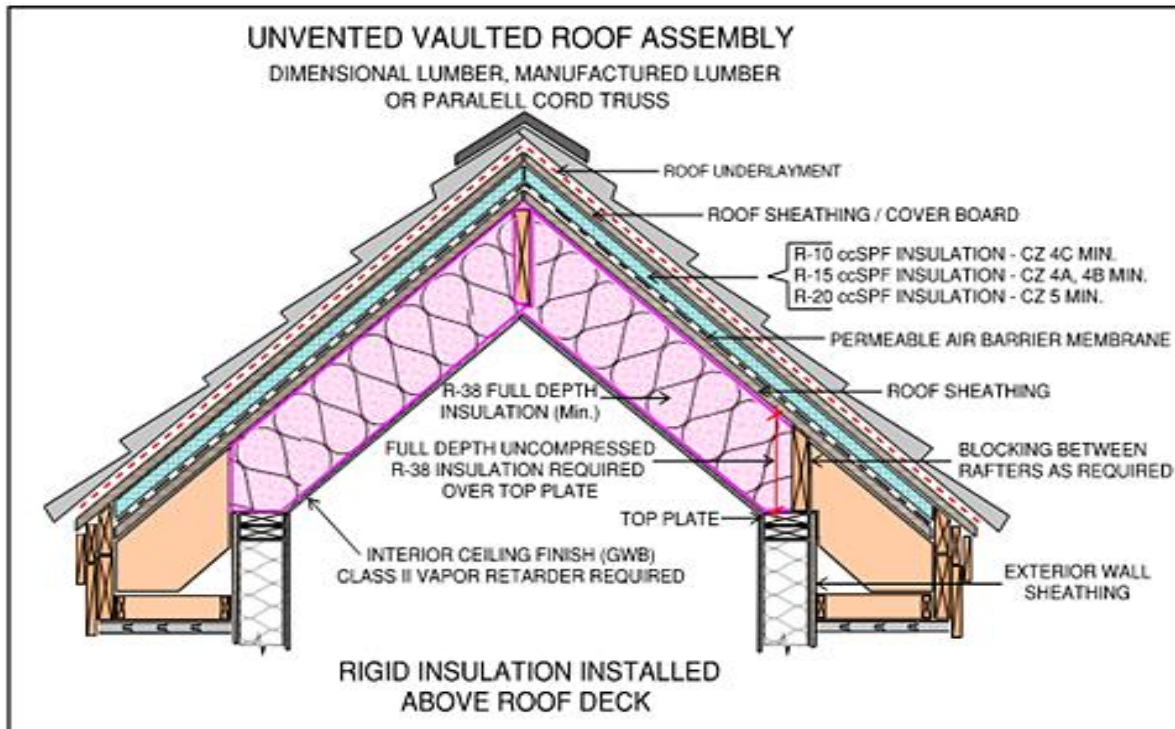 UNVENTED VAULTED ROOF ASSEMBLY
DIMENSIONAL LUMBER, MANUFACTURED LUMBER
OR PARALELL CORD TRUSS
ROOF UNDERLAYMENT
ROOF SHEATHING / COVER BOARD
R-10 ccSPF INSULATION - CZ 4C MIN.
R-15 ccSPF INSULATION - CZ 4A, 4B MIN.
R-20 ccSPF INSULATION - CZ 5 MIN.
PERMEABLE AIR BARRIER MEMBRANE
ROOF SHEATHING
R-38 FULL DEPTH
INSULATION (Min.)
FULL DEPTH UNCOMPRESSED
R-38 INSULATION REQUIRED
OVER TOP PLATE
BLOCKING BETWEEN
RAFTERS AS REQUIRED
TOP PLATE
INTERIOR CEILING FINISH (GWB)
CLASS II VAPOR RETARDER REQUIRED
EXTERIOR WALL
SHEATHING
RIGID INSULATION INSTALLED
ABOVE ROOF DECK